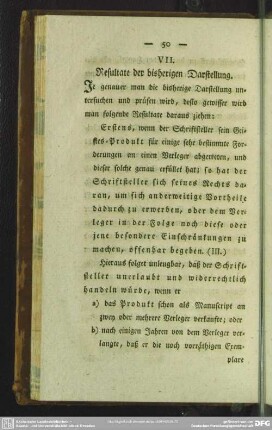 — 50 —
VII.
Resultate der bisherigen Darstellung.
Je genauer man die bisherige Darstellung un-
tersuchen und prüfen wird, desto gewisser wird
man folgende Resultate daraus ziehen:
Erstens, wenn der Schriftsteller sein Gei-
stes-Produkt für einige sehr bestimmte For-
derungen an einen Verleger abgetreten, und
dieser solche genau erfüllet hat; so hat der
Schriftsteller sich seines Rechts da-
ran, um sich anderweitige Vortheile
dadurch zu erwerben, oder dem Ver-
leger in der Folge noch diese oder
jene besondere Einschränkungen zu
machen, offenbar begeben. (III.)
Hieraus folget unleugbar, daß der Schrift-
steller unerlaubt und widerrechtlich
handeln würde, wenn er
a) das Produkt schon als Manuscript an
zwey oder mehrere Verleger verkaufte; oder
b) nach einigen Jahren von dem Verleger ver-
langte, daß er die noch vorräthigen Exem-
plare